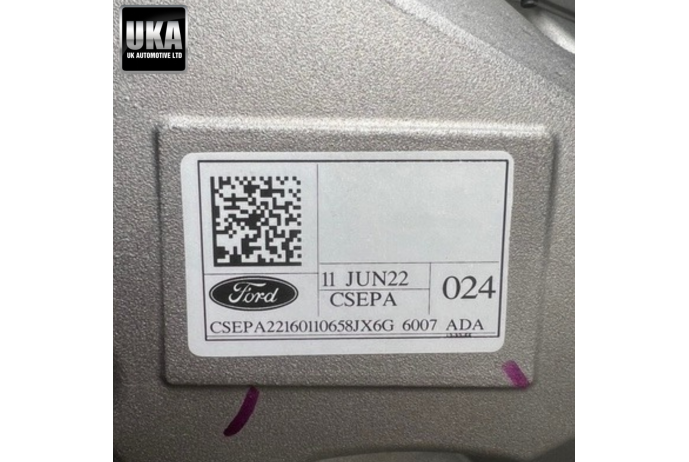 UKA
UK AUTOMOTIVE LTD
11 JUN22
CSEPA
024
Ford
CSEPA22160110658JX6G 6007 ADA